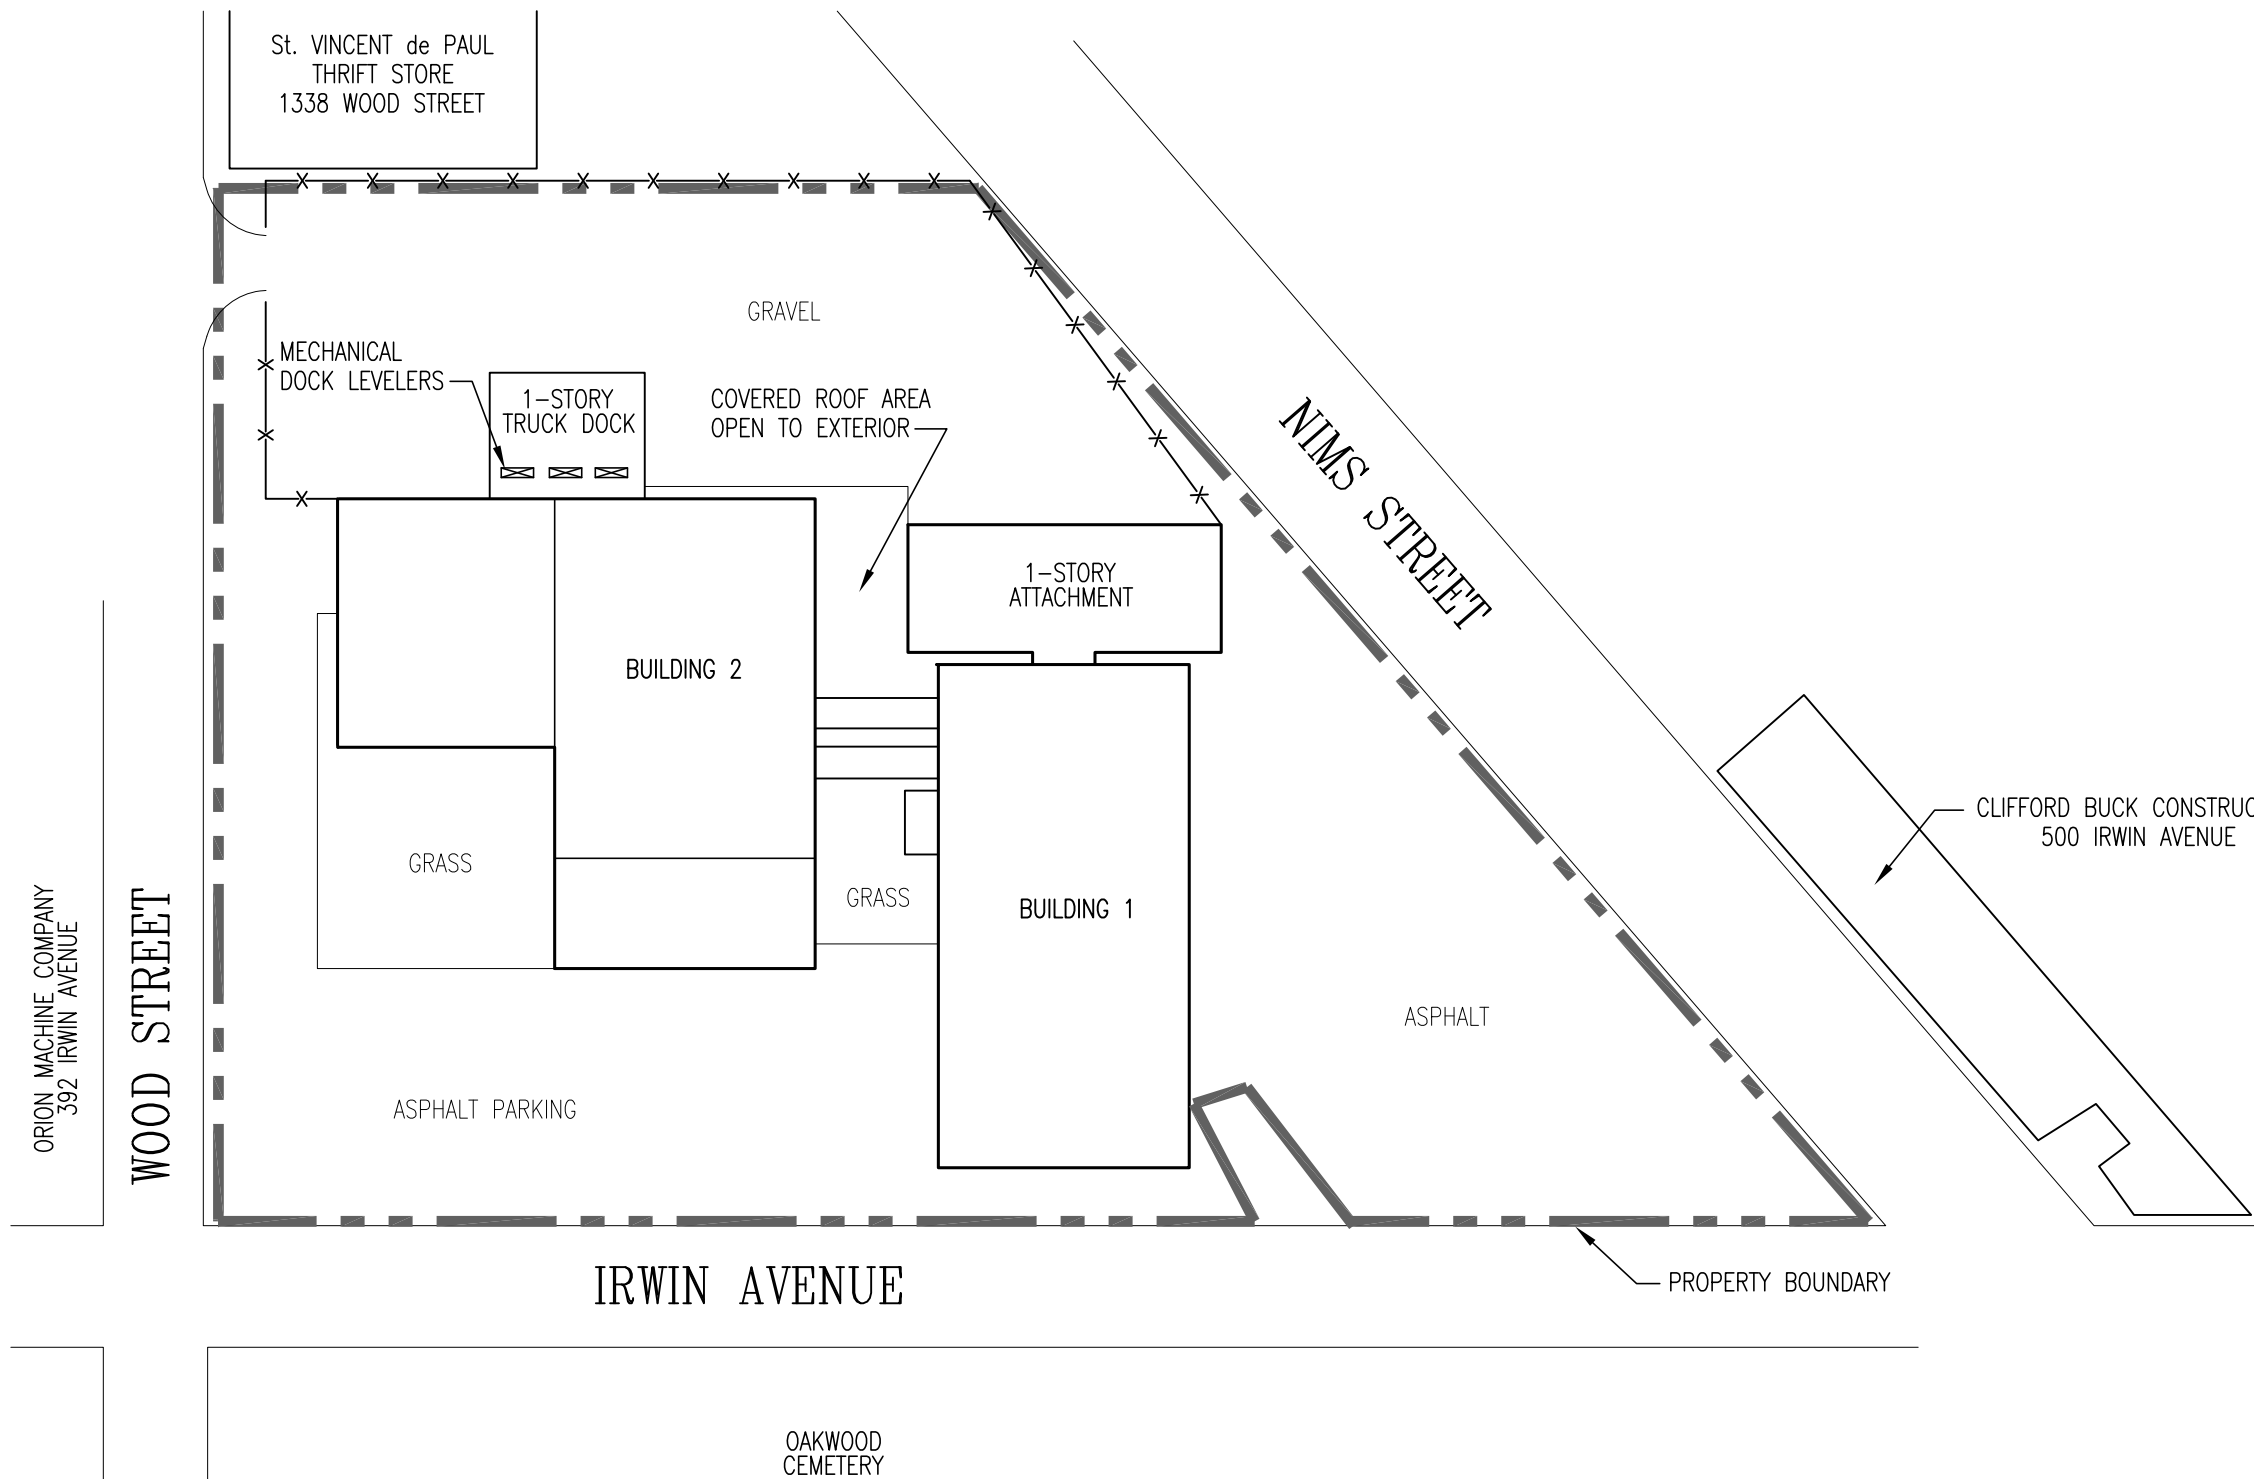 St. VINCENT de PAUL
THRIFT STORE
1338 WOOD STREET
GRAVEL
MECHANICAL
DOCK LEVELERS
1-STORY
TRUCK DOCK
COVERED ROOF AREA
OPEN TO EXTERIOR
NIMS STREET
1-STORY
ATTACHMENT
BUILDING 2
CLIFFORD BUCK CONSTRUC
500 IRWIN AVENUE
GRASS
GRASS
BUILDING 1
ORION MACHINE COMPANY
392 IRWIN AVENUE
WOOD STREET
ASPHALT
ASPHALT PARKING
IRWIN AVENUE
PROPERTY BOUNDARY
OAKWOOD
CEMETERY